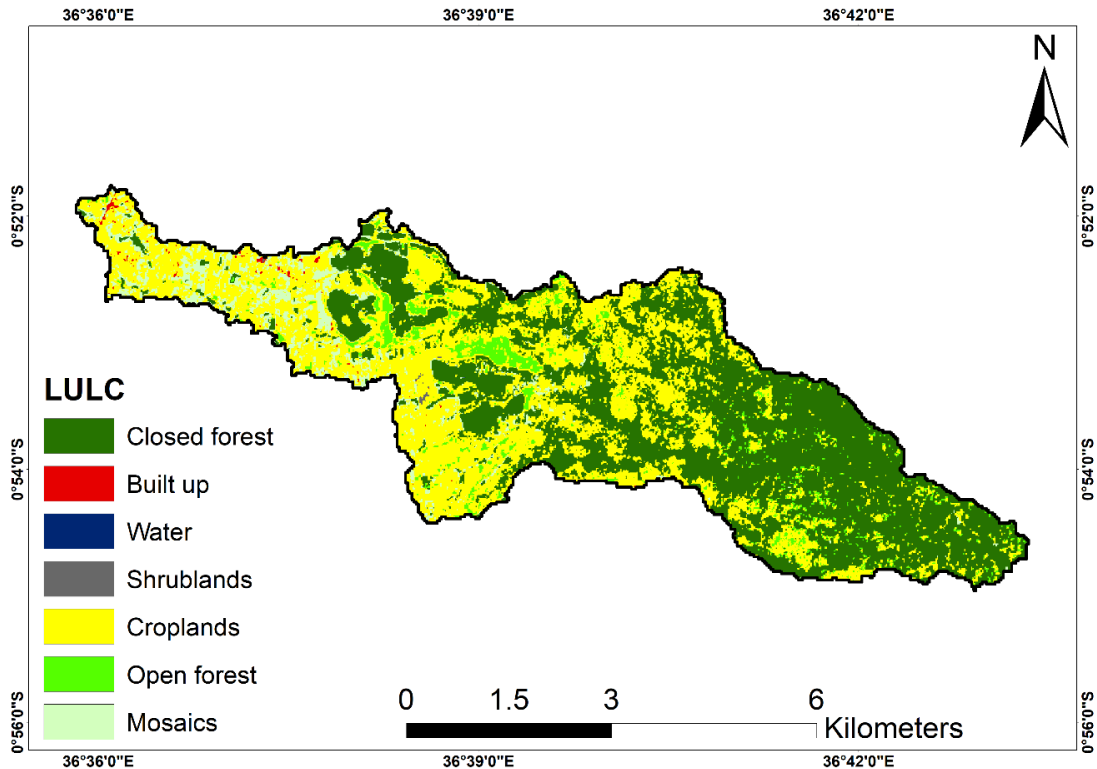 36°36'0"E 36°39'0"E 36°42'0"E
N
0°52'0"S 0°52'0"S
LULC
Closed forest
Built up
Water
Shrublands
Croplands
Open forest
Mosaics
0°54'0"S 0°54'0"S
0 1.5 3 6
Kilometers
0°56'0"S 0°56'0"S
36°36'0"E 36°39'0"E 36°42'0"E